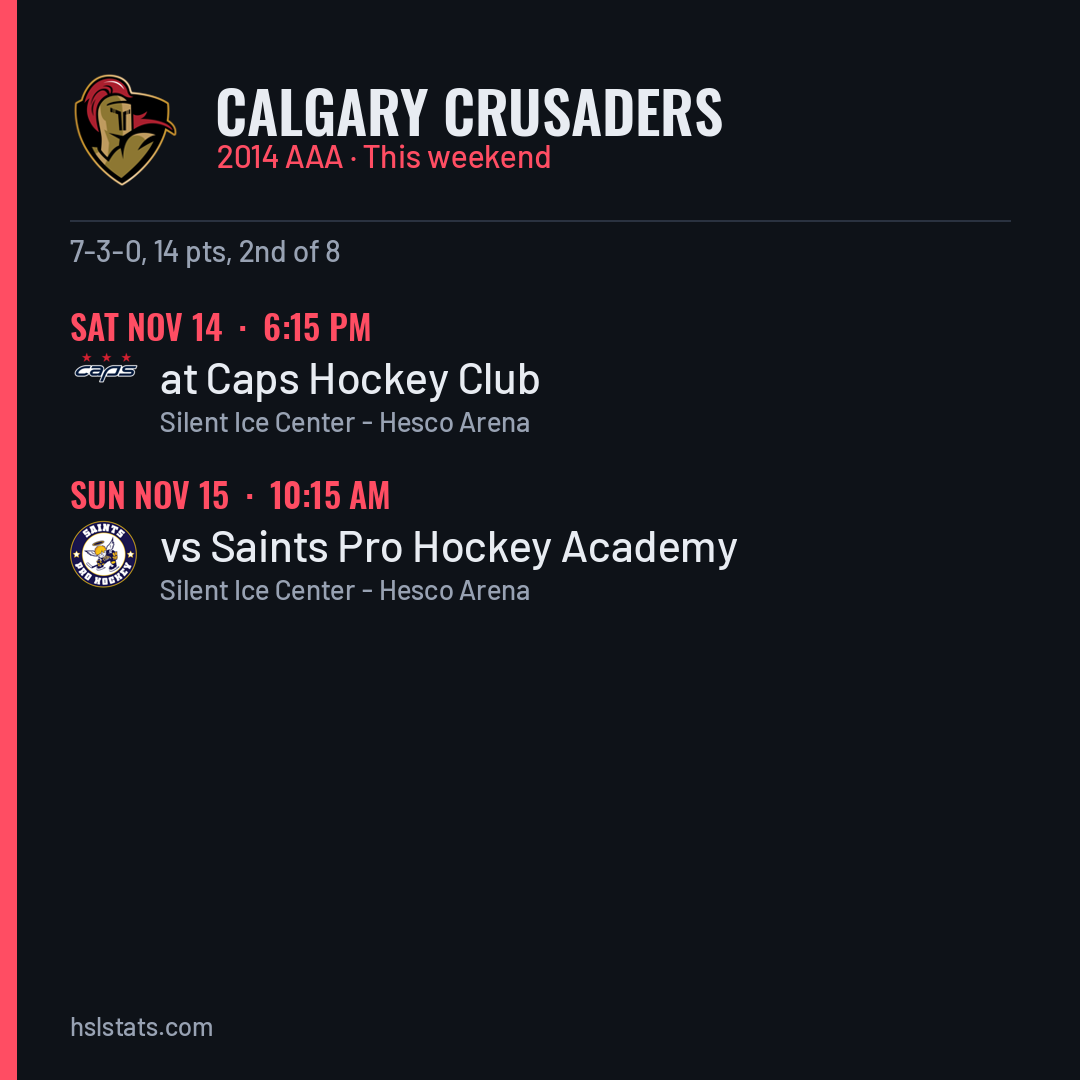 CALGARY CRUSADERS
2014 AAA · This weekend
7-3-0, 14 pts, 2nd of 8
SAT NOV 14 · 6:15 PM
caps
at Caps Hockey Club
Silent Ice Center - Hesco Arena
SUN NOV 15 · 10:15 AM
SAINTS
PRO HOCKEY
vs Saints Pro Hockey Academy
Silent Ice Center - Hesco Arena
hslstats.com